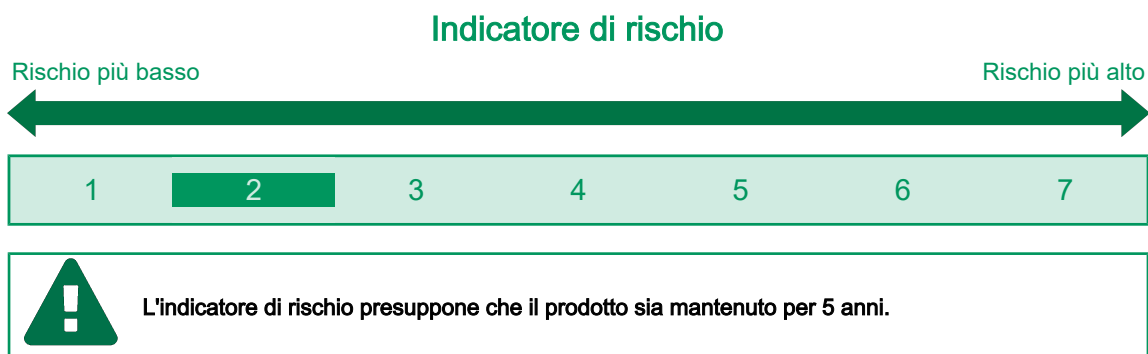 Indicatore di rischio
Rischio più basso Rischio più alto
1 2 3 4 5 6 7
!
L'indicatore di rischio presuppone che il prodotto sia mantenuto per 5 anni.